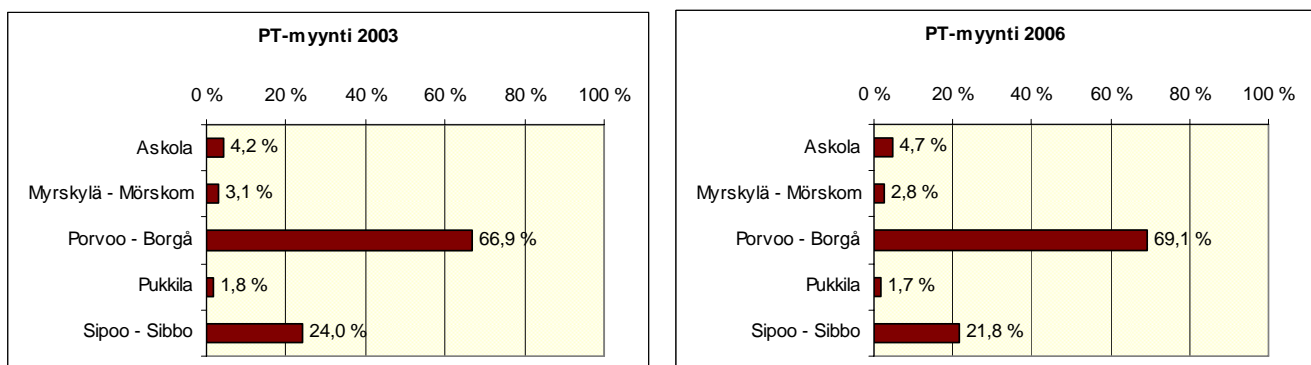 PT-myynti 2003
0 % 20 % 40 % 60 % 80 % 100 %
Askola 4,2 %
Myrskylä - Mörskom 3,1 %
Porvoo - Borgå 66,9 %
Pukkila 1,8 %
Sipoo - Sibbo 24,0 %
PT-myynti 2006
0 % 20 % 40 % 60 % 80 % 100 %
Askola 4,7 %
Myrskylä - Mörskom 2,8 %
Porvoo - Borgå 69,1 %
Pukkila 1,7 %
Sipoo - Sibbo 21,8 %